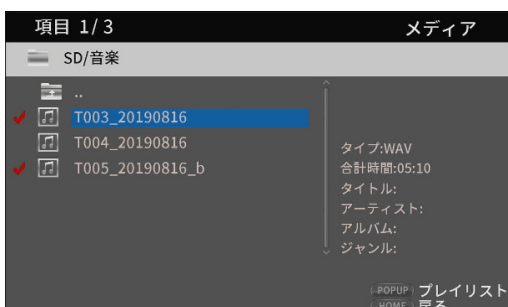 項目 1/3 メディア
SD/音楽
..
T003_20190816
T004_20190816
T005_20190816_b
タイプ:WAV
合計時間:05:10
タイトル:
アーティスト:
アルバム:
ジャンル:
POPUP プレイリスト
HOME 戻る